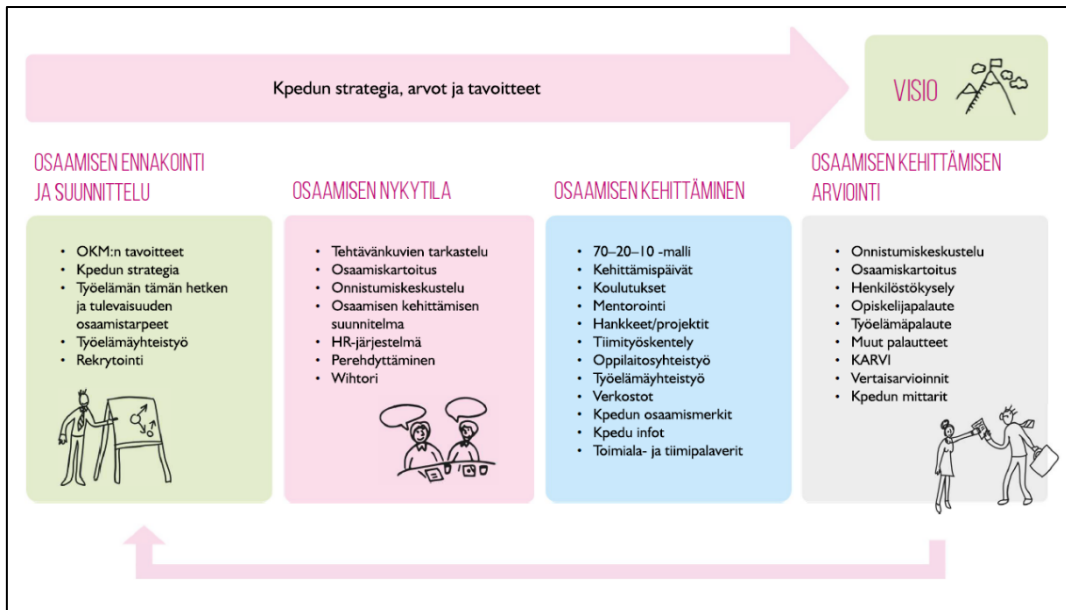 Kpedun strategia, arvot ja tavoitteet
VISIO
OSAAMISEN ENNAKOINTI
JA SUUNNITTELU
• OKM:n tavoitteet
• Kpedun strategia
• Työelämän tämän hetken
ja tulevaisuuden
osaamistarpeet
• Työelämäyhteistyö
• Rekrytointi
OSAAMISEN NYKYTILA
• Tehtävänkuvien tarkastelu
• Osaamiskartoitus
• Onnistumiskeskustelu
• Osaamisen kehittämisen
suunnitelma
• HR-järjestelmä
• Perehdyttäminen
• Wihtori
OSAAMISEN KEHITTÄMINEN
• 70–20–10 -malli
• Kehittämispäivät
• Koulutukset
• Mentorointi
• Hankkeet/projektit
• Tiimityöskentely
• Oppilaitosyhteistyö
• Työelämäyhteistyö
• Verkostot
• Kpedun osaamismerkit
• Kpedu infot
• Toimiala- ja tiimipalaverit
OSAAMISEN KEHITTÄMISEN
ARVIOINTI
• Onnistumiskeskustelu
• Osaamiskartoitus
• Henkilöstökysely
• Opiskelijapalaute
• Työelämäpalaute
• Muut palautteet
• KARVI
• Vertaisarvioinnit
• Kpedun mittarit